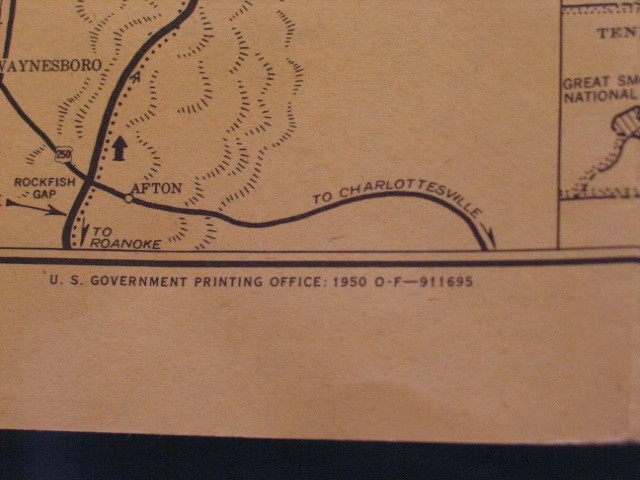 WAYNESBORO
250
ROCKFISH
GAP
AFTON
TO
ROANOKE
TO CHARLOTTESVILLE
TEN
GREAT SM
NATIONAL
U. S. GOVERNMENT PRINTING OFFICE: 1950 O-F—911695